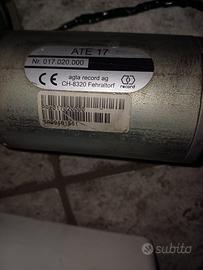 ATE 17
Nr. 017.020.000
CE
agta record ag
CH-8320 Fehraltorf
record
subito